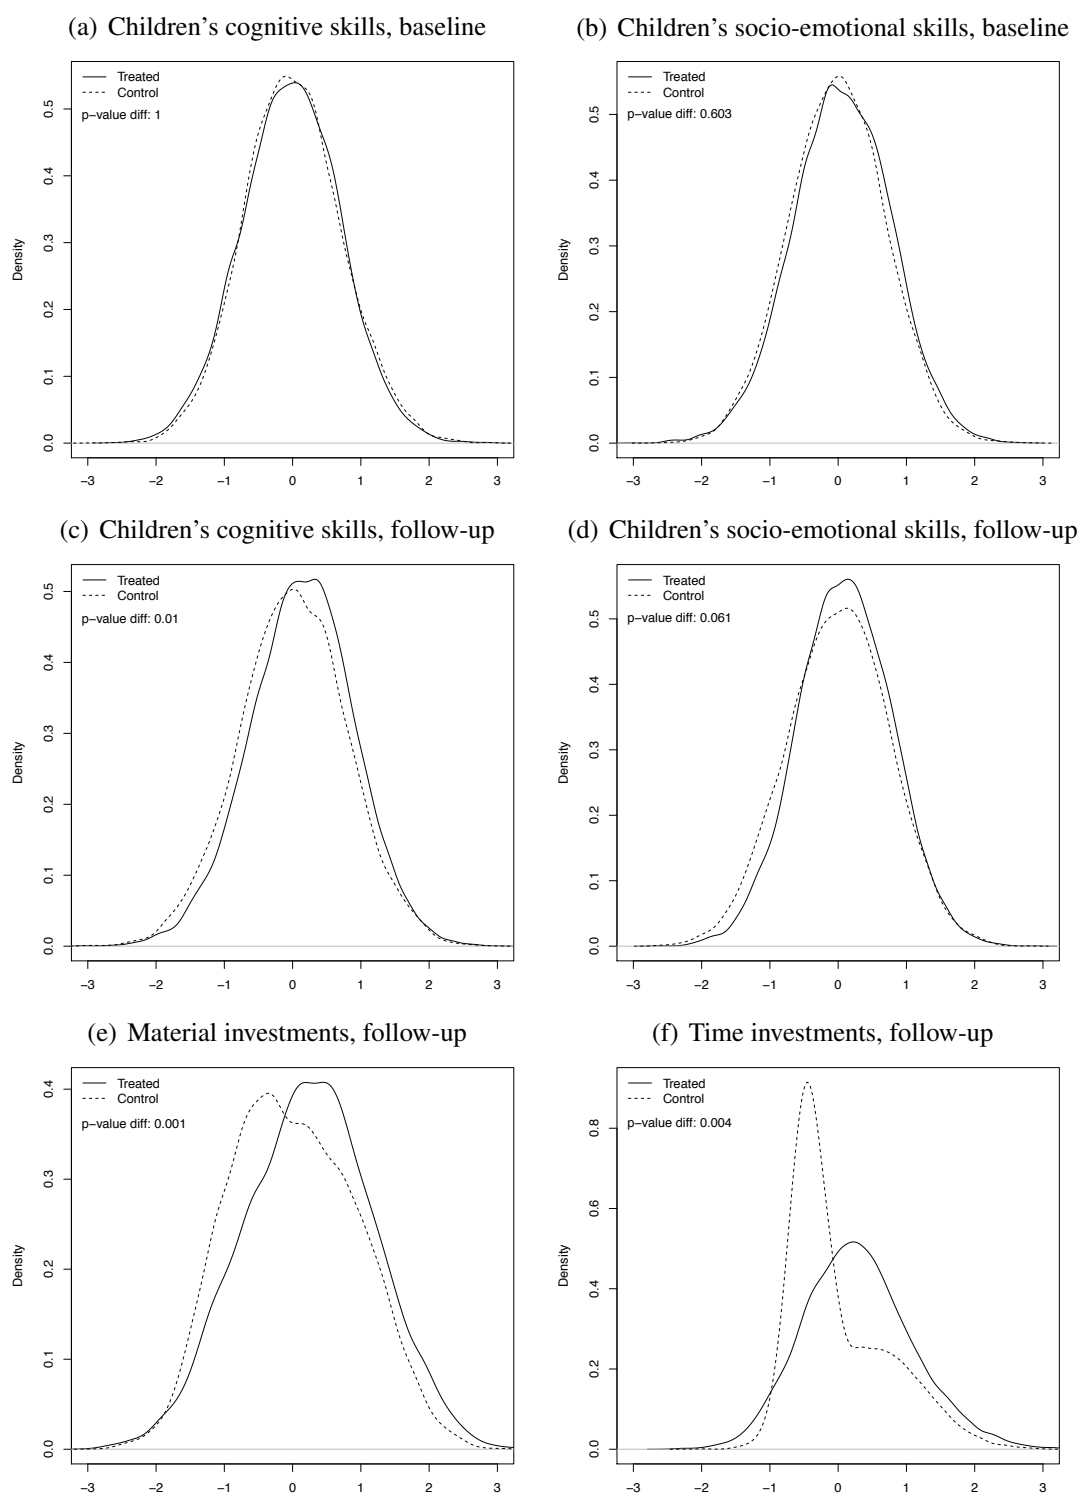 (a) Children’s cognitive skills, baseline
Treated
Control
p−value diff: 1
Density
0.0
0.1
0.2
0.3
0.4
0.5
−3 −2 −1 0 1 2 3
(b) Children’s socio-emotional skills, baseline
Treated
Control
p−value diff: 0.603
Density
0.0
0.1
0.2
0.3
0.4
0.5
−3 −2 −1 0 1 2 3
(c) Children’s cognitive skills, follow-up
Treated
Control
p−value diff: 0.01
Density
0.0
0.1
0.2
0.3
0.4
0.5
−3 −2 −1 0 1 2 3
(d) Children’s socio-emotional skills, follow-up
Treated
Control
p−value diff: 0.061
Density
0.0
0.1
0.2
0.3
0.4
0.5
−3 −2 −1 0 1 2 3
(e) Material investments, follow-up
Treated
Control
p−value diff: 0.001
Density
0.0
0.1
0.2
0.3
0.4
−3 −2 −1 0 1 2 3
(f) Time investments, follow-up
Treated
Control
p−value diff: 0.004
Density
0.0
0.2
0.4
0.6
0.8
−3 −2 −1 0 1 2 3